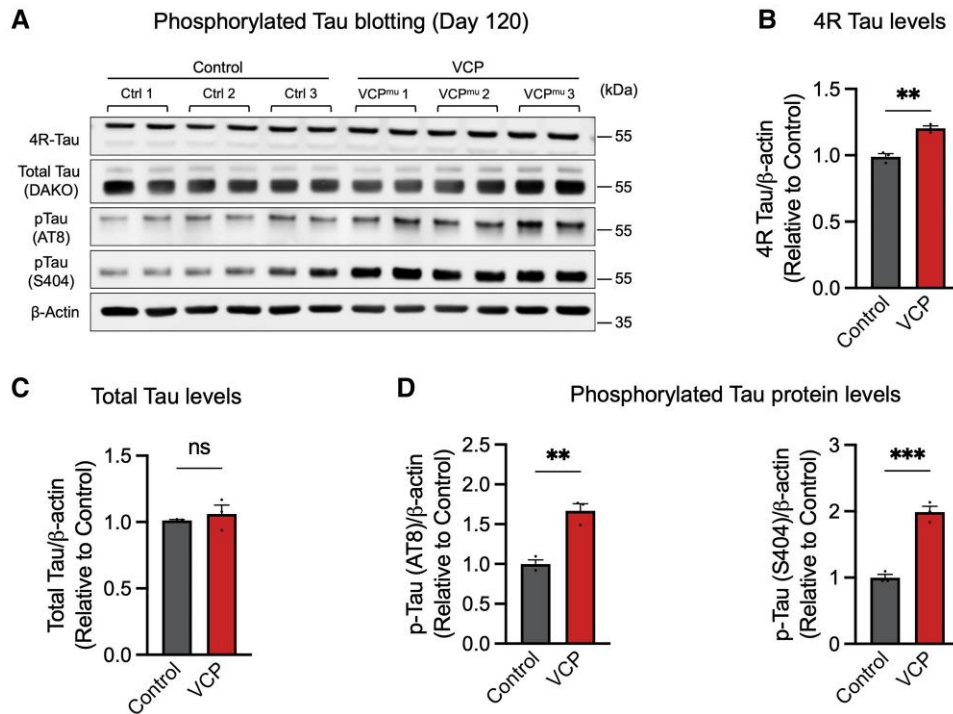 A Phosphorylated Tau blotting (Day 120)
Control VCP
Ctrl 1 Ctrl 2 Ctrl 3 VCPᵐᵘ 1 VCPᵐᵘ 2 VCPᵐᵘ 3 (kDa)
4R-Tau 55
Total Tau
(DAKO) 55
pTau
(AT8) 55
pTau
(S404) 55
β-Actin 35
B 4R Tau levels
**
4R Tau/β-actin
(Relative to Control)
1.5
1.0
0.5
0.0
Control VCP
C Total Tau levels
ns
Total Tau/β-actin
(Relative to Control)
1.5
1.0
0.5
0.0
Control VCP
D Phosphorylated Tau protein levels
**
p-Tau (AT8)/β-actin
(Relative to Control)
2.5
2.0
1.5
1.0
0.5
0.0
Control VCP
***
p-Tau (S404)/β-actin
(Relative to Control)
3
2
1
0
Control VCP